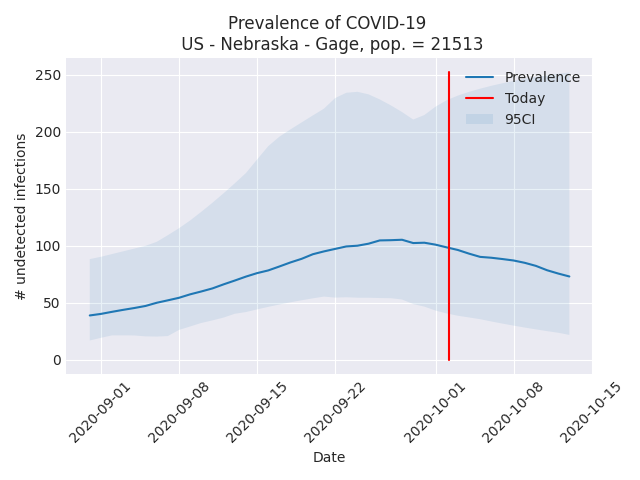 Prevalence of COVID-19
US - Nebraska - Gage, pop. = 21513
# undetected infections
250
200
150
100
50
0
Prevalence
Today
95CI
2020-09-01
2020-09-08
2020-09-15
2020-09-22
2020-10-01
2020-10-08
2020-10-15
Date